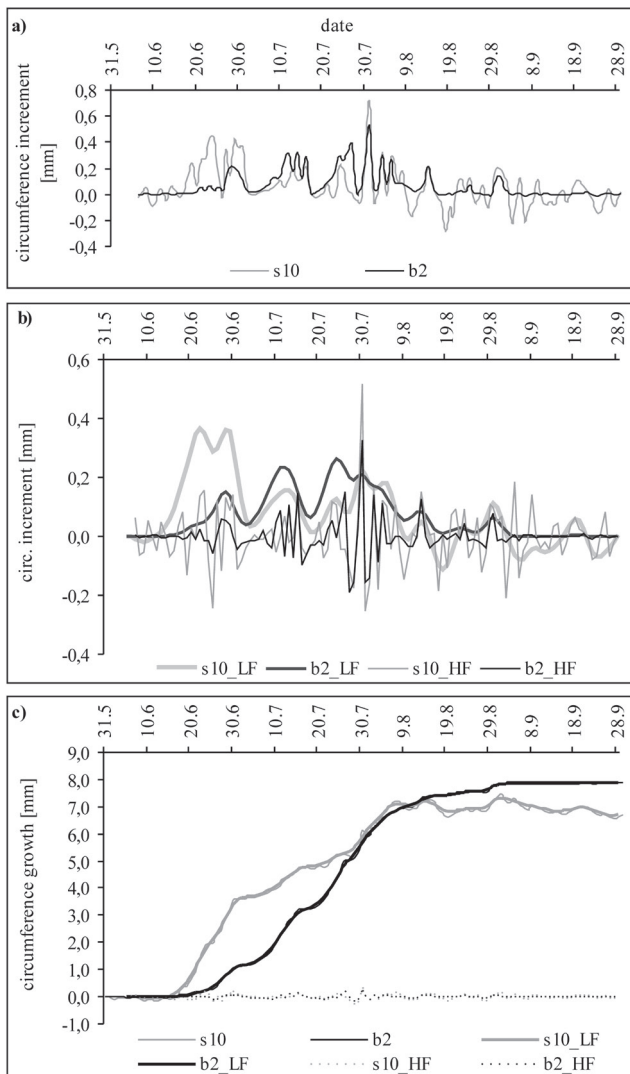 a)
date
31.5 10.6 20.6 30.6 10.7 20.7 30.7 9.8 19.8 29.8 8.9 18.9 28.9
circumference increement
[mm]
0,8
0,6
0,4
0,2
0,0
-0,2
-0,4
s10 b2
b)
31.5 10.6 20.6 30.6 10.7 20.7 30.7 9.8 19.8 29.8 8.9 18.9 28.9
circ. increment [mm]
0,6
0,4
0,2
0,0
-0,2
-0,4
s10_LF b2_LF s10_HF b2_HF
c)
31.5 10.6 20.6 30.6 10.7 20.7 30.7 9.8 19.8 29.8 8.9 18.9 28.9
circumference growth [mm]
9,0
8,0
7,0
6,0
5,0
4,0
3,0
2,0
1,0
0,0
-1,0
s10 b2 s10_LF
b2_LF s10_HF b2_HF